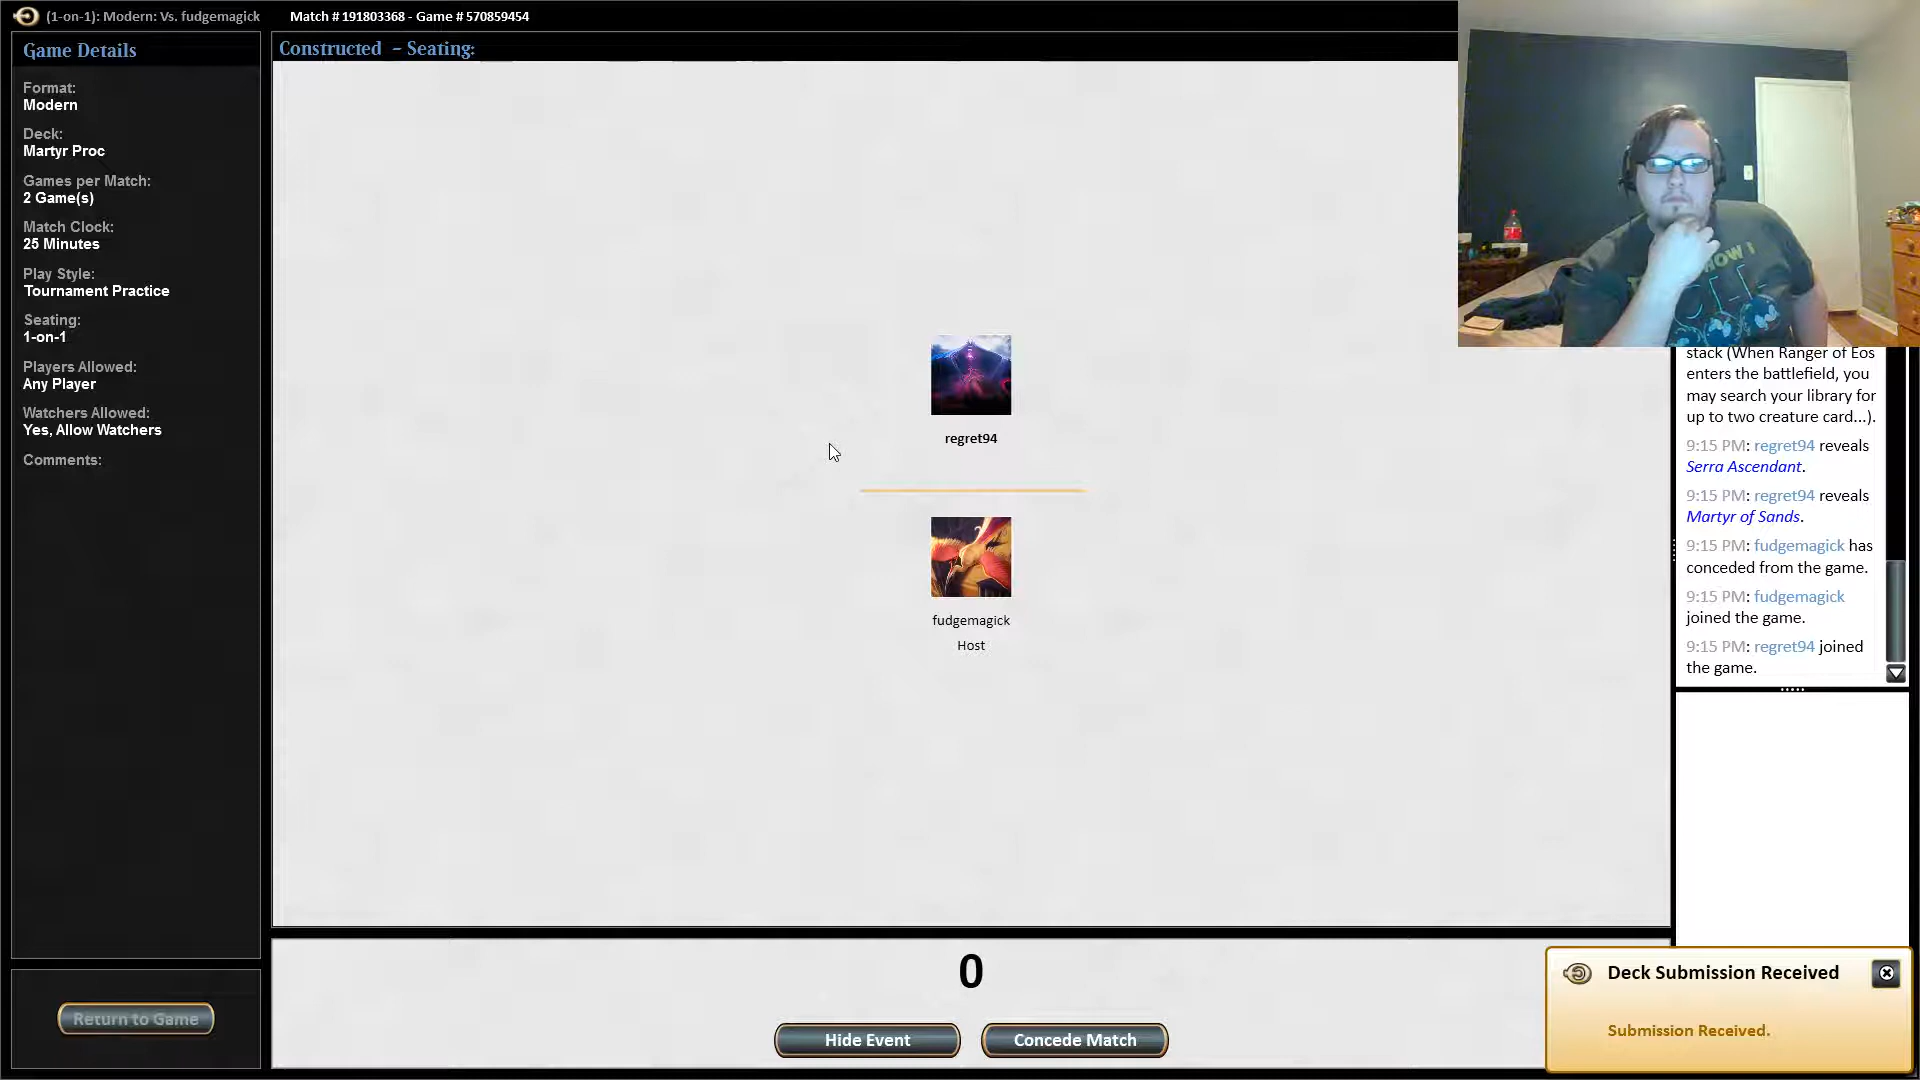 (1-on-1): Modern: Vs. fudgemagick
Match # 191803368 - Game # 570859454
Game Details
Format:
Modern
Deck:
Martyr Proc
Games per Match:
2 Game(s)
Match Clock:
25 Minutes
Play Style:
Tournament Practice
Seating:
1-on-1
Players Allowed:
Any Player
Watchers Allowed:
Yes, Allow Watchers
Comments:
Return to Game
Constructed - Seating:
regret94
fudgemagick
Host
0
Hide Event
Concede Match
stack (When Ranger of Eos
enters the battlefield, you
may search your library for
up to two creature card...).
9:15 PM: regret94 reveals
Serra Ascendant.
9:15 PM: regret94 reveals
Martyr of Sands.
9:15 PM: fudgemagick has
conceded from the game.
9:15 PM: fudgemagick
joined the game.
9:15 PM: regret94 joined
the game.
Deck Submission Received
Submission Received.